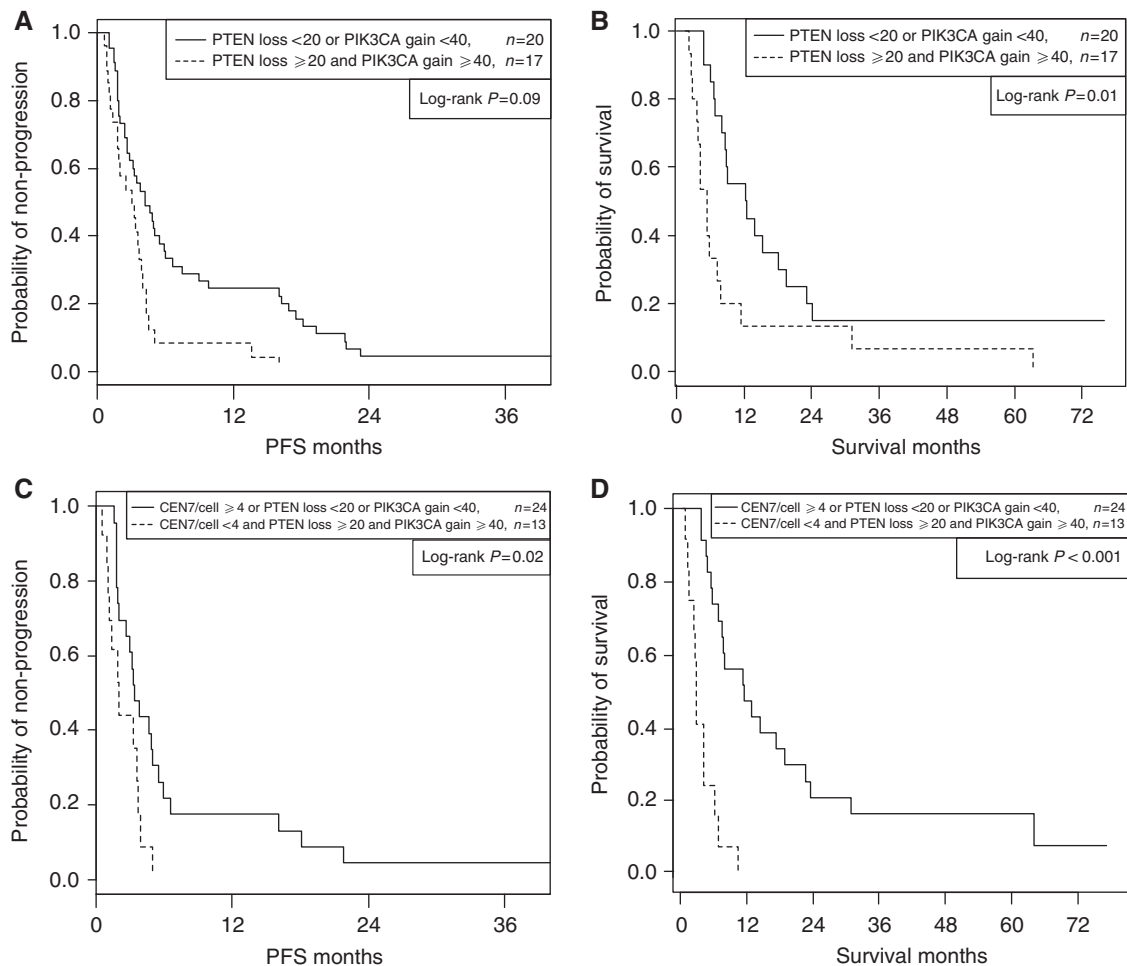 A
PTEN loss <20 or PIK3CA gain <40, n=20
PTEN loss ⩾20 and PIK3CA gain ⩾40, n=17
Log-rank P=0.09
Probability of non-progression
1.0
0.8
0.6
0.4
0.2
0.0
0 12 24 36
PFS months
B
PTEN loss <20 or PIK3CA gain <40, n=20
PTEN loss ⩾20 and PIK3CA gain ⩾40, n=17
Log-rank P=0.01
Probability of survival
1.0
0.8
0.6
0.4
0.2
0.0
0 12 24 36 48 60 72
Survival months
C
CEN7/cell ⩾4 or PTEN loss <20 or PIK3CA gain <40, n=24
CEN7/cell <4 and PTEN loss ⩾20 and PIK3CA gain ⩾40, n=13
Log-rank P=0.02
Probability of non-progression
1.0
0.8
0.6
0.4
0.2
0.0
0 12 24 36
PFS months
D
CEN7/cell ⩾4 or PTEN loss <20 or PIK3CA gain <40, n=24
CEN7/cell <4 and PTEN loss ⩾20 and PIK3CA gain ⩾40, n=13
Log-rank P<0.001
Probability of survival
1.0
0.8
0.6
0.4
0.2
0.0
0 12 24 36 48 60 72
Survival months